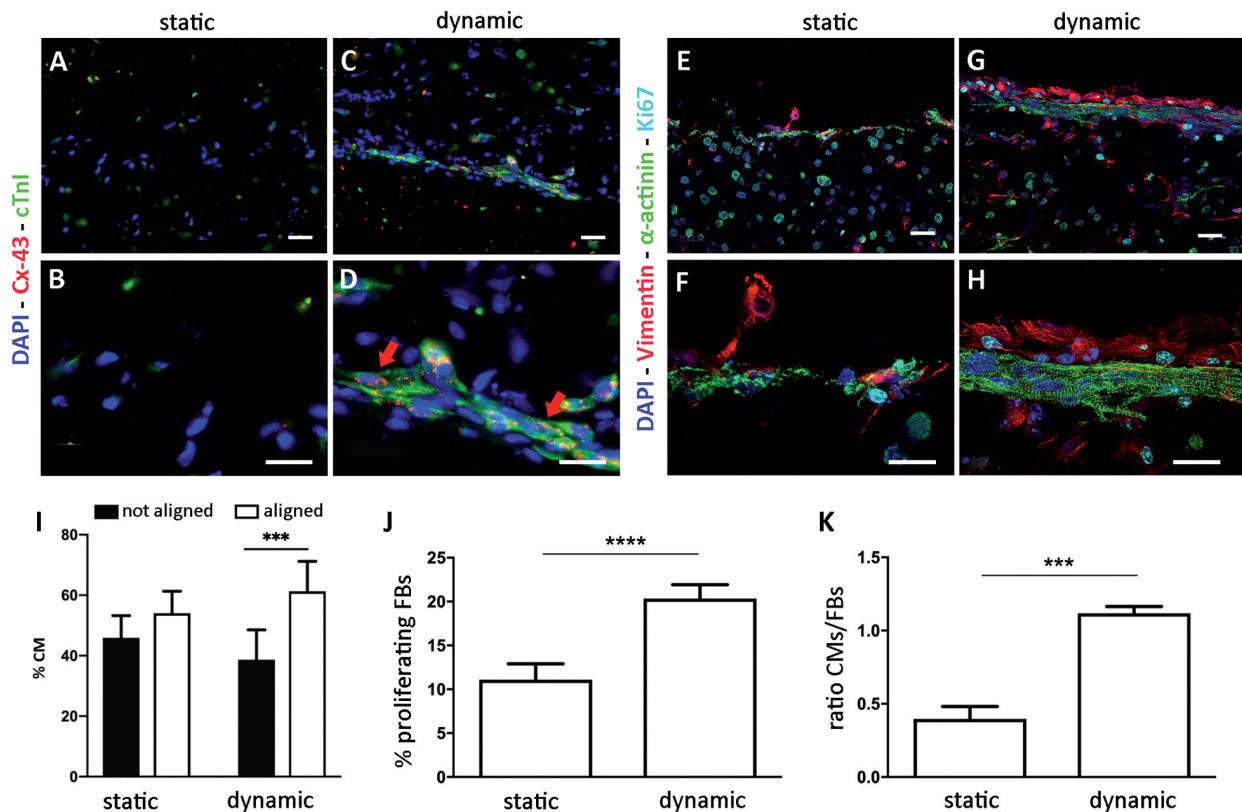 static
dynamic
static
dynamic
DAPI - Cx-43 - cTnI
A
C
B
D
DAPI - Vimentin - α-actinin - Ki67
E
G
F
H
I
not aligned
aligned
% CM
80
60
40
20
0
***
static
dynamic
J
% proliferating FBs
25
20
15
10
5
0
****
static
dynamic
K
ratio CMs/FBs
1.5
1.0
0.5
0.0
***
static
dynamic